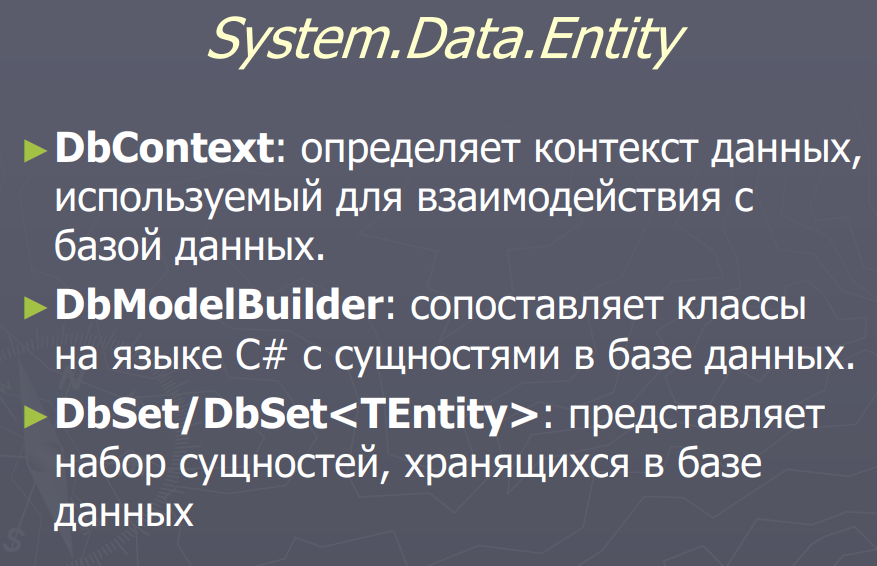 System.Data.Entity
►DbContext: определяет контекст данных,
используемый для взаимодействия с
базой данных.
►DbModelBuilder: сопоставляет классы
на языке C# с сущностями в базе данных.
►DbSet/DbSet<TEntity>: представляет
набор сущностей, хранящихся в базе
данных
N
S